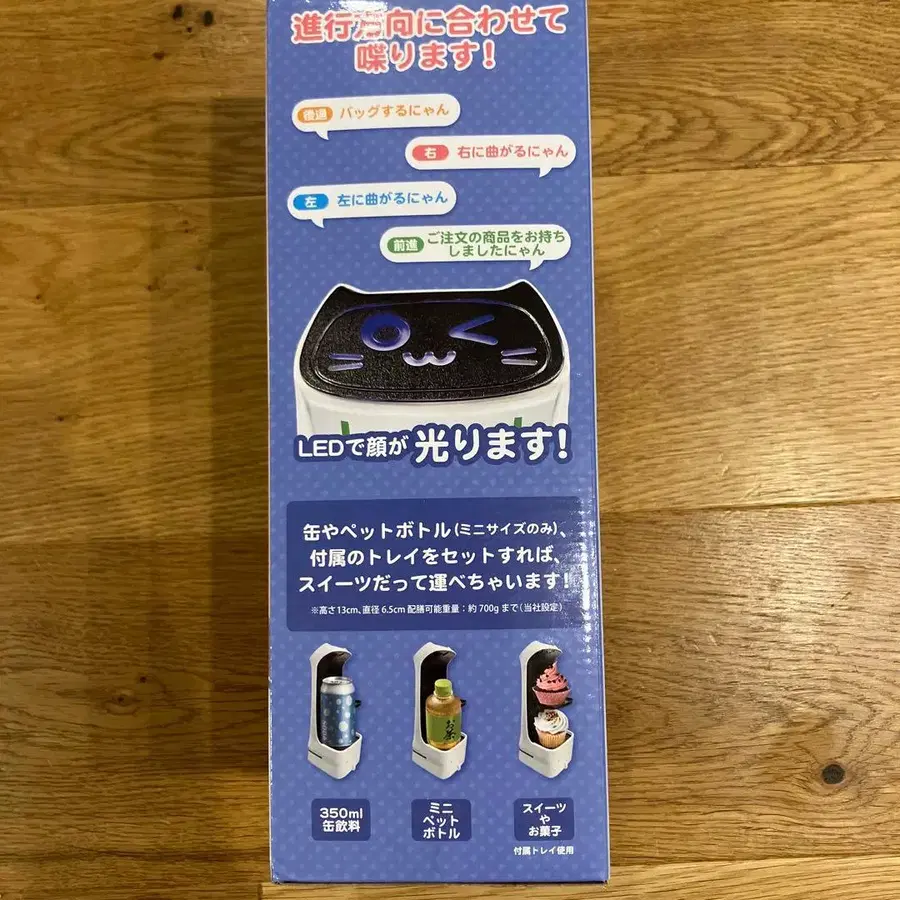 進行方向に合わせて
喋ります!
後退 バッグするにゃん
右 右に曲がるにゃん
左 左に曲がるにゃん
前進 ご注文の商品をお持ち
しましたにゃん
LEDで顔が光ります!
缶やペットボトル(ミニサイズのみ)、
付属のトレイをセットすれば、
スイーツだって運べちゃいます!
※高さ13cm、直径6.5cm 配膳可能重量:約700gまで(当社設定)
お茶
350ml
缶飲料
ミニ
ペット
ボトル
スイーツ
や
お菓子
付属トレイ使用